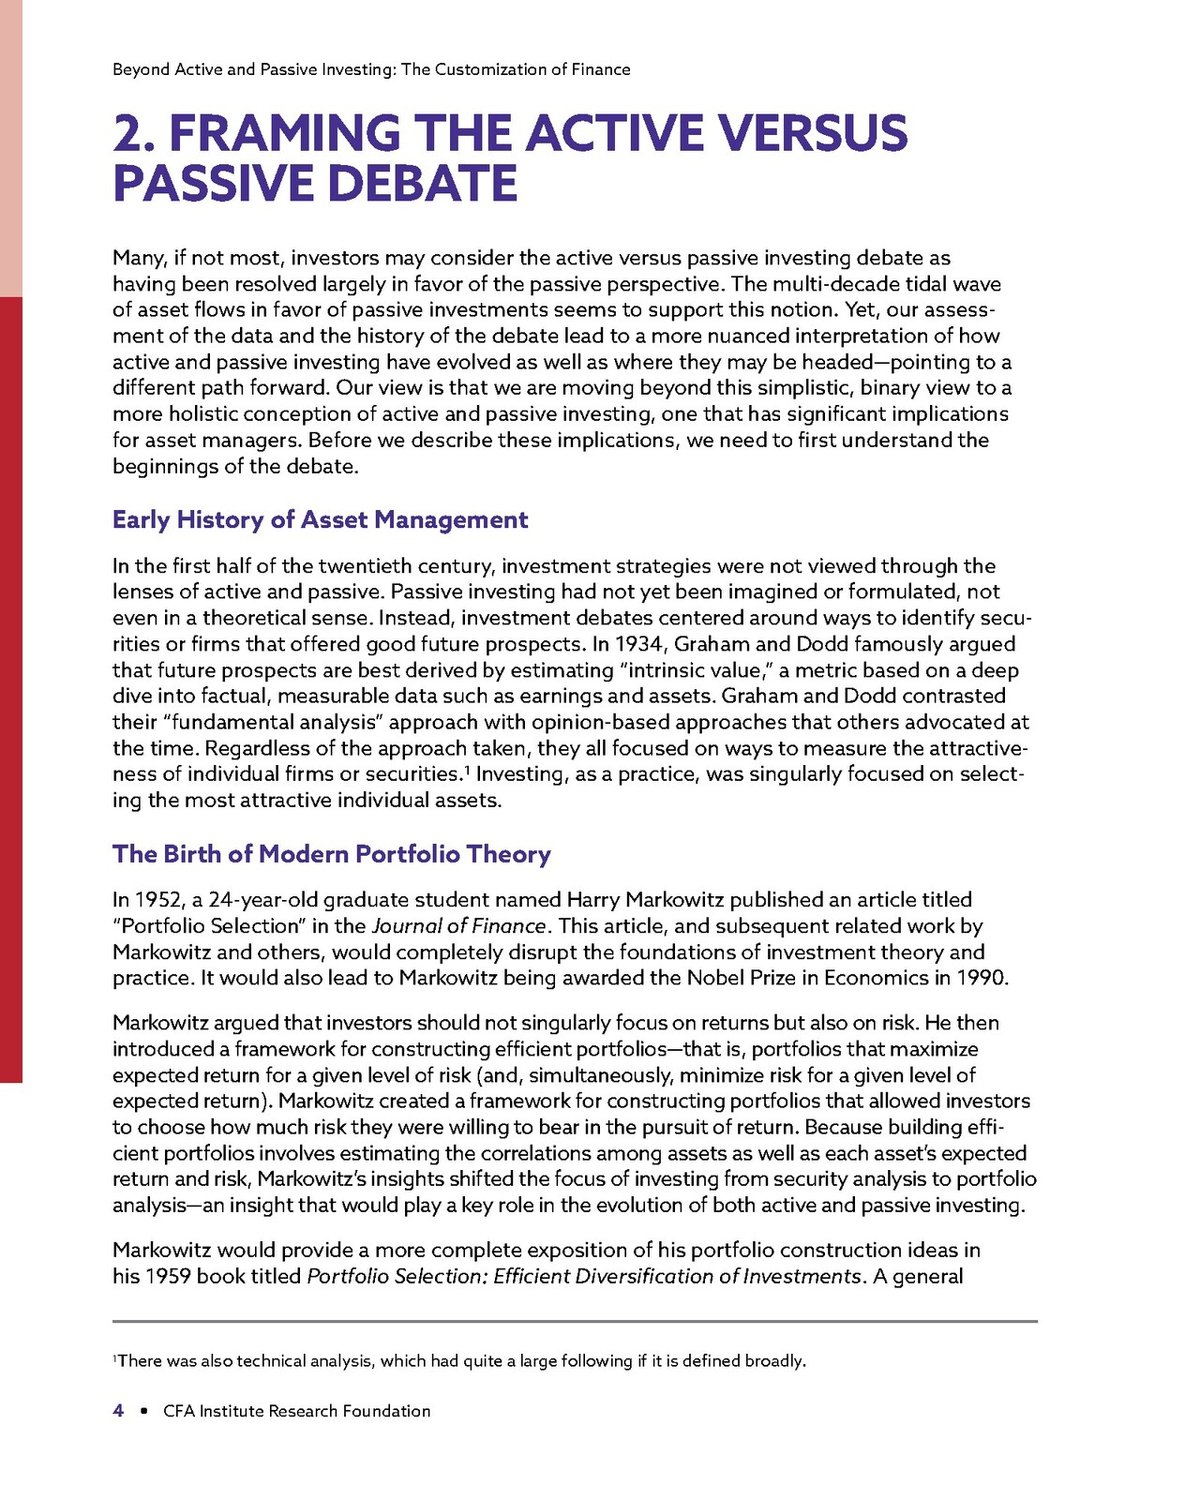 Beyond Active and Passive Investing: The Customization of Finance
2. FRAMING THE ACTIVE VERSUS
PASSIVE DEBATE
Many, if not most, investors may consider the active versus passive investing debate as
having been resolved largely in favor of the passive perspective. The multi-decade tidal wave
of asset flows in favor of passive investments seems to support this notion. Yet, our assess-
ment of the data and the history of the debate lead to a more nuanced interpretation of how
active and passive investing have evolved as well as where they may be headed—pointing to a
different path forward. Our view is that we are moving beyond this simplistic, binary view to a
more holistic conception of active and passive investing, one that has significant implications
for asset managers. Before we describe these implications, we need to first understand the
beginnings of the debate.
Early History of Asset Management
In the first half of the twentieth century, investment strategies were not viewed through the
lenses of active and passive. Passive investing had not yet been imagined or formulated, not
even in a theoretical sense. Instead, investment debates centered around ways to identify secu-
rities or firms that offered good future prospects. In 1934, Graham and Dodd famously argued
that future prospects are best derived by estimating “intrinsic value,” a metric based on a deep
dive into factual, measurable data such as earnings and assets. Graham and Dodd contrasted
their “fundamental analysis” approach with opinion-based approaches that others advocated at
the time. Regardless of the approach taken, they all focused on ways to measure the attractive-
ness of individual firms or securities.¹ Investing, as a practice, was singularly focused on select-
ing the most attractive individual assets.
The Birth of Modern Portfolio Theory
In 1952, a 24-year-old graduate student named Harry Markowitz published an article titled
“Portfolio Selection” in the Journal of Finance. This article, and subsequent related work by
Markowitz and others, would completely disrupt the foundations of investment theory and
practice. It would also lead to Markowitz being awarded the Nobel Prize in Economics in 1990.
Markowitz argued that investors should not singularly focus on returns but also on risk. He then
introduced a framework for constructing efficient portfolios—that is, portfolios that maximize
expected return for a given level of risk (and, simultaneously, minimize risk for a given level of
expected return). Markowitz created a framework for constructing portfolios that allowed investors
to choose how much risk they were willing to bear in the pursuit of return. Because building effi-
cient portfolios involves estimating the correlations among assets as well as each asset’s expected
return and risk, Markowitz’s insights shifted the focus of investing from security analysis to portfolio
analysis—an insight that would play a key role in the evolution of both active and passive investing.
Markowitz would provide a more complete exposition of his portfolio construction ideas in
his 1959 book titled Portfolio Selection: Efficient Diversification of Investments. A general
¹There was also technical analysis, which had quite a large following if it is defined broadly.
4 • CFA Institute Research Foundation